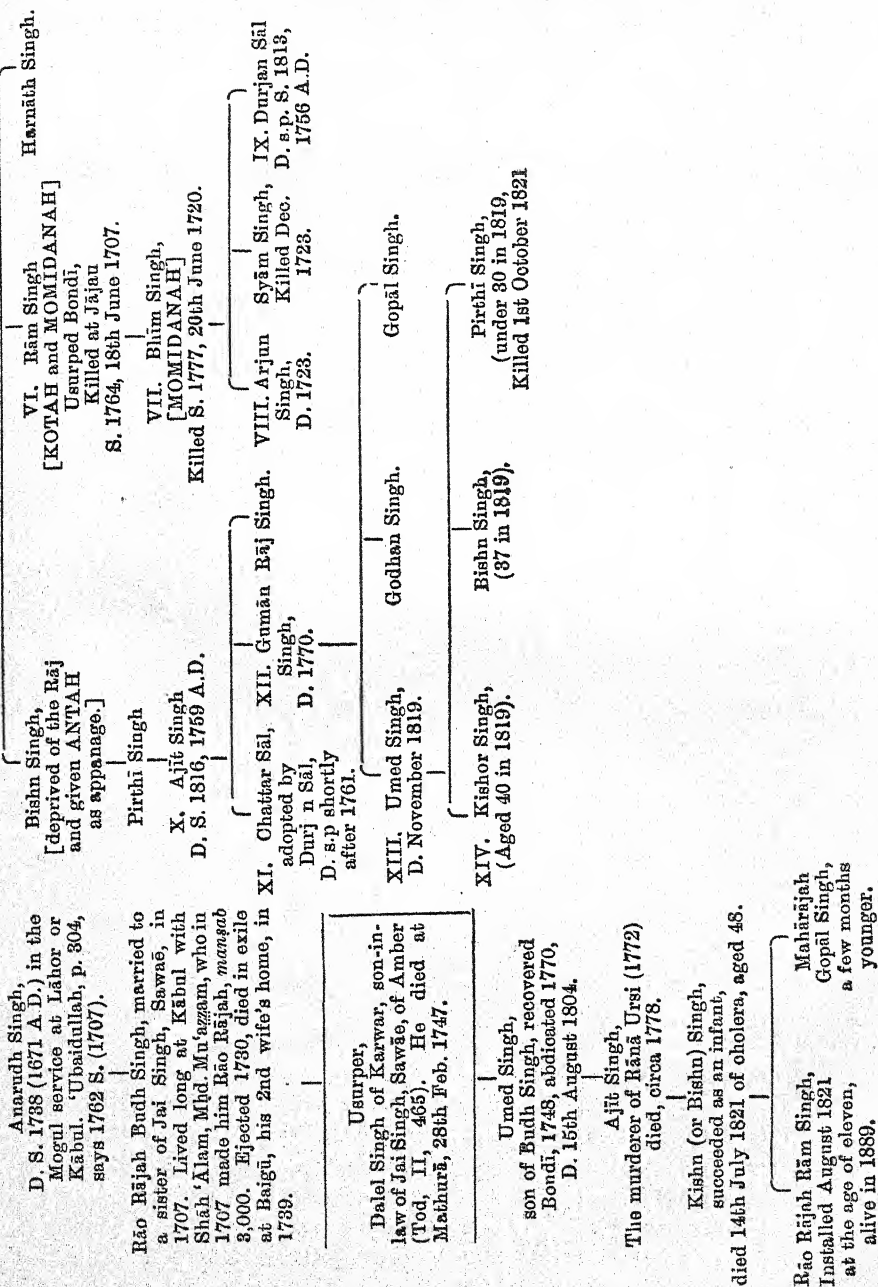 Anarudh Singh,
D. S. 1738 (1671 A.D.) in the
Mogul service at Lāhor or
Kābul. 'Ubaidullah, p. 304,
says 1762 S. (1707).
Rāo Rājah Budh Singh, married to
a sister of Jai Singh, Sawaē, in
1707. Lived long at Kābul with
Shāh 'Alam, Mhd. Mu'azzam, who in
1707 made him Rāo Rājah, mansab
3,000. Ejected 1730, died in exile
at Baigū, his 2nd wife's home, in
1739.
Usurper,
Dalel Singh of Karwar, son-in-
law of Jai Singh, Sawāe, of Amber
(Tod, II, 465). He died at
Mathurā, 28th Feb. 1747.
Umed Singh,
son of Budh Singh, recovered
Bondī, 1748, abdicated 1770,
D. 15th August 1804.
Ajīt Singh,
The murderer of Rānā Ursi (1772)
died, circa 1778.
Kishn (or Bishn) Singh,
succeeded as an infant,
died 14th July 1821 of cholera, aged 48.
Rāo Rājah Rām Singh,
Installed August 1821
at the age of eleven,
alive in 1889.
Mahārājah
Gopāl Singh,
a few months
younger.
Bishn Singh,
[deprived of the Rāj
and given ANTAH
as appanage.]
Pirthī Singh
X. Ajīt Singh
D. S. 1816, 1759 A.D.
XI. Chattar Sāl,
adopted by
Durj n Sāl,
D. s.p shortly
after 1761.
XII. Gumān
Singh,
D. 1770.
Rāj Singh.
XIII. Umed Singh,
D. November 1819.
Godhan Singh.
Gopāl Singh.
XIV. Kishor Singh,
(Aged 40 in 1819).
Bishn Singh,
(37 in 1819).
Pirthī Singh,
(under 30 in 1819,
Killed 1st October 1821
VI. Rām Singh
[KOTAH and MOMIDANAH]
Usurped Bondī,
Killed at Jājau
S. 1764, 18th June 1707.
VII. Bhīm Singh,
[MOMIDANAH]
Killed S. 1777, 20th June 1720.
VIII. Arjun
Singh,
D. 1723.
Syām Singh,
Killed Dec.
1723.
IX. Durjan Sāl
D. s.p. S. 1813,
1756 A.D.
Harnāth Singh.